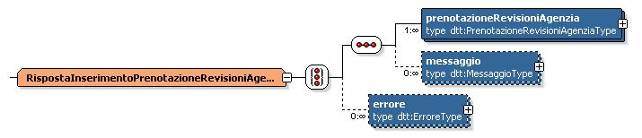 prenotazioneRevisioniAgenzia
type dtt:PrenotazioneRevisioniAgenziaType
1:∞
messaggio
type dtt:MessaggioType
0:∞
RispostaInserimentoPrenotazioneRevisioniAge...
errore
type dtt:ErroreType
0:∞